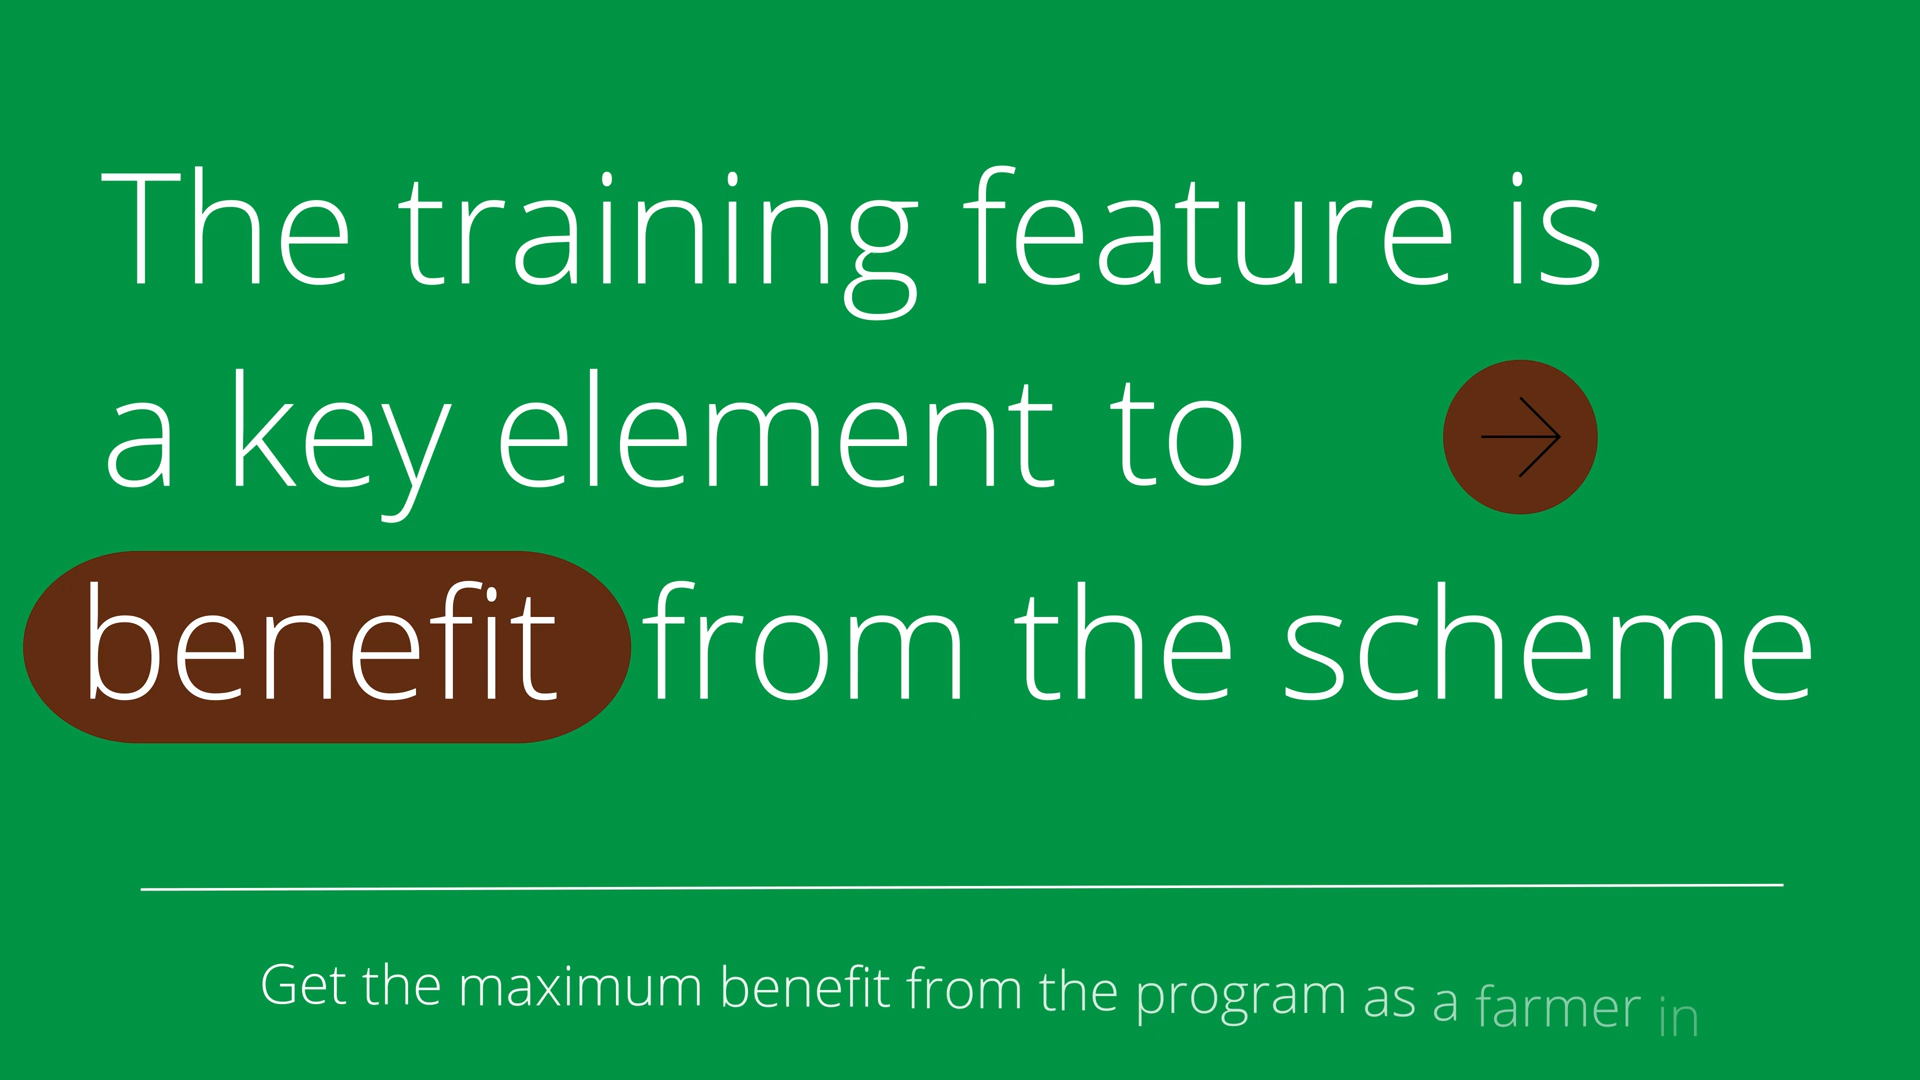 The training feature is
a key element to
benefit from the scheme
Get the maximum benefit from the program as a farmer in